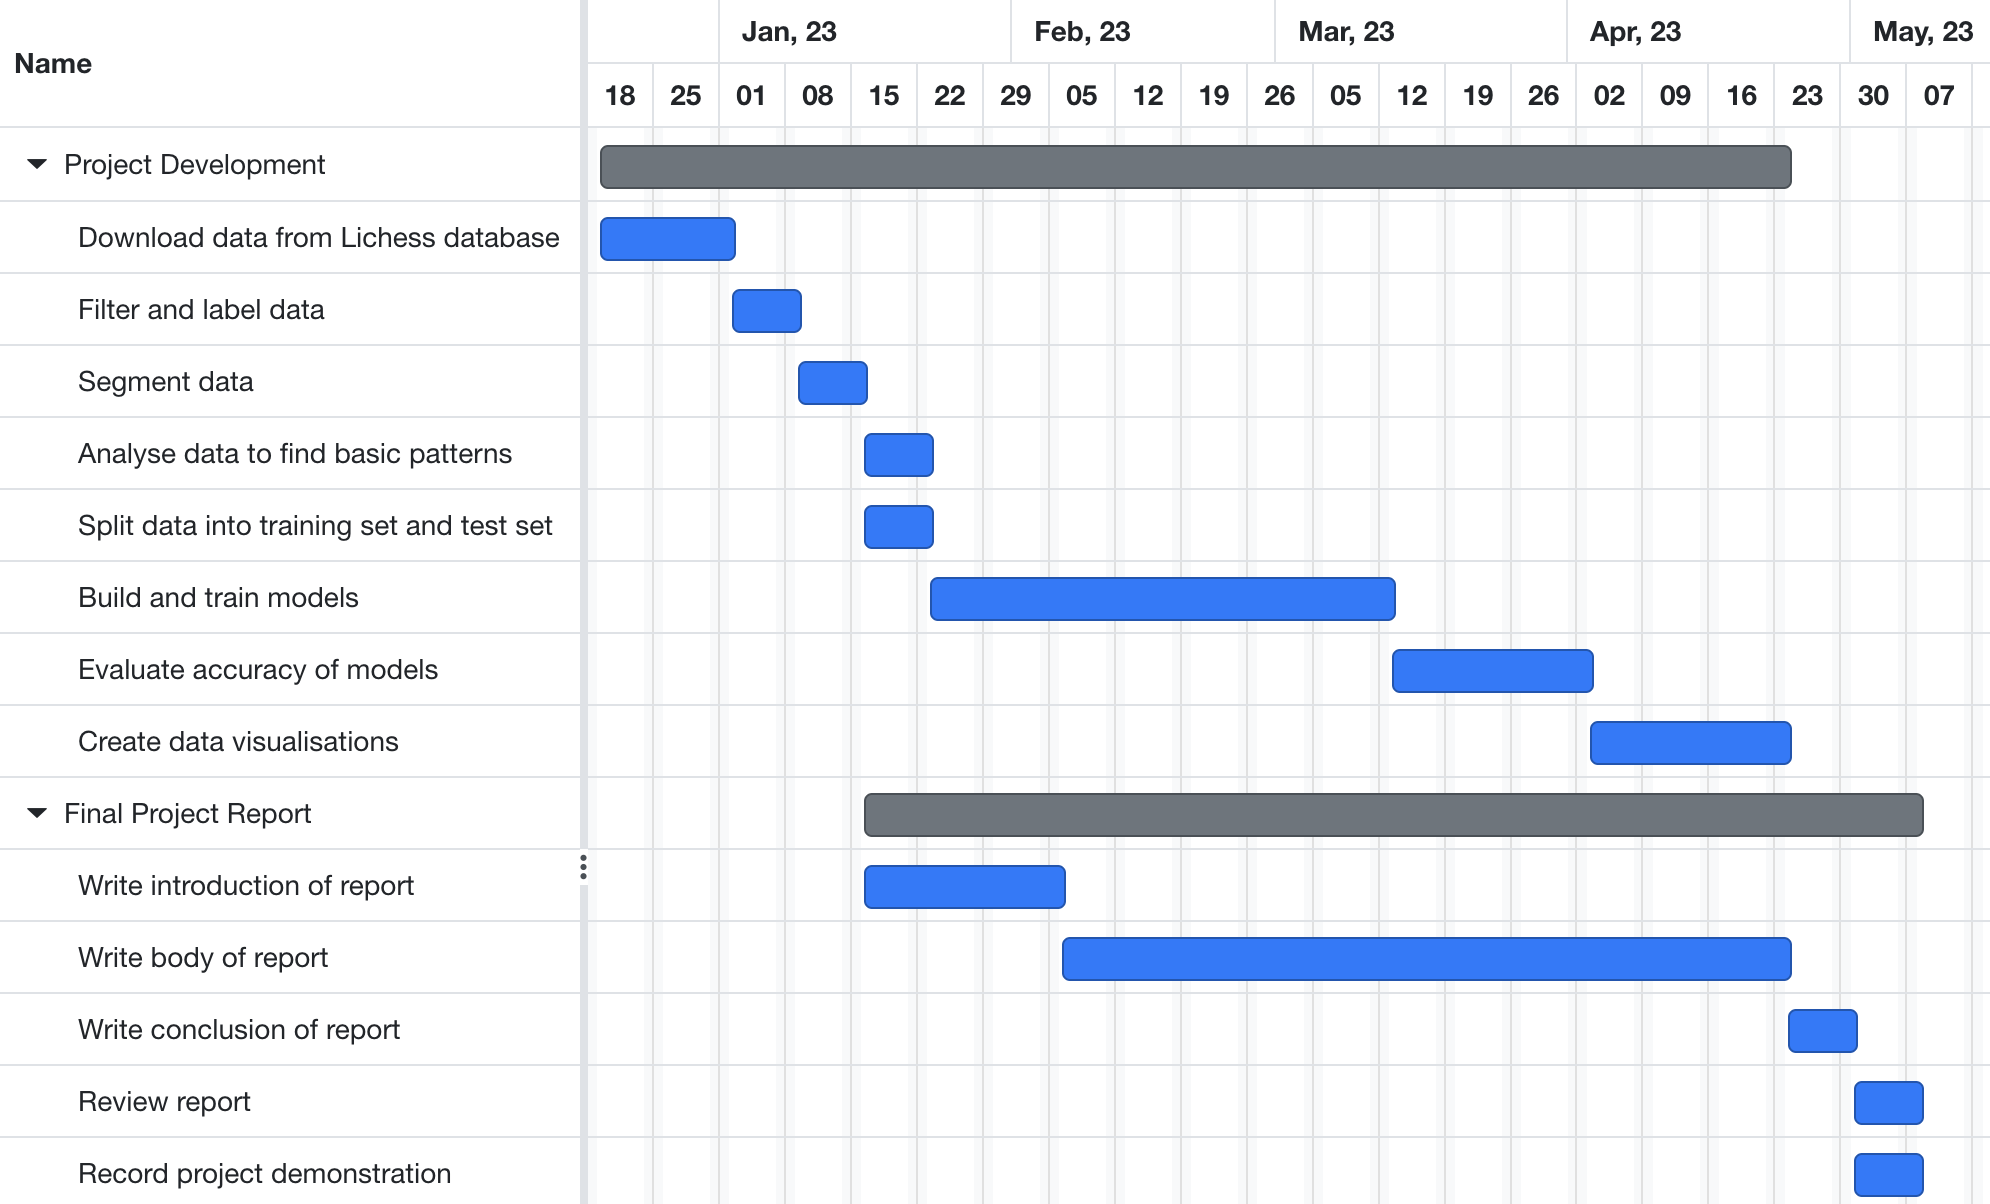 Name
Jan, 23 Feb, 23 Mar, 23 Apr, 23 May, 23
18 25 01 08 15 22 29 05 12 19 26 05 12 19 26 02 09 16 23 30 07
Project Development
Download data from Lichess database
Filter and label data
Segment data
Analyse data to find basic patterns
Split data into training set and test set
Build and train models
Evaluate accuracy of models
Create data visualisations
Final Project Report
Write introduction of report
Write body of report
Write conclusion of report
Review report
Record project demonstration